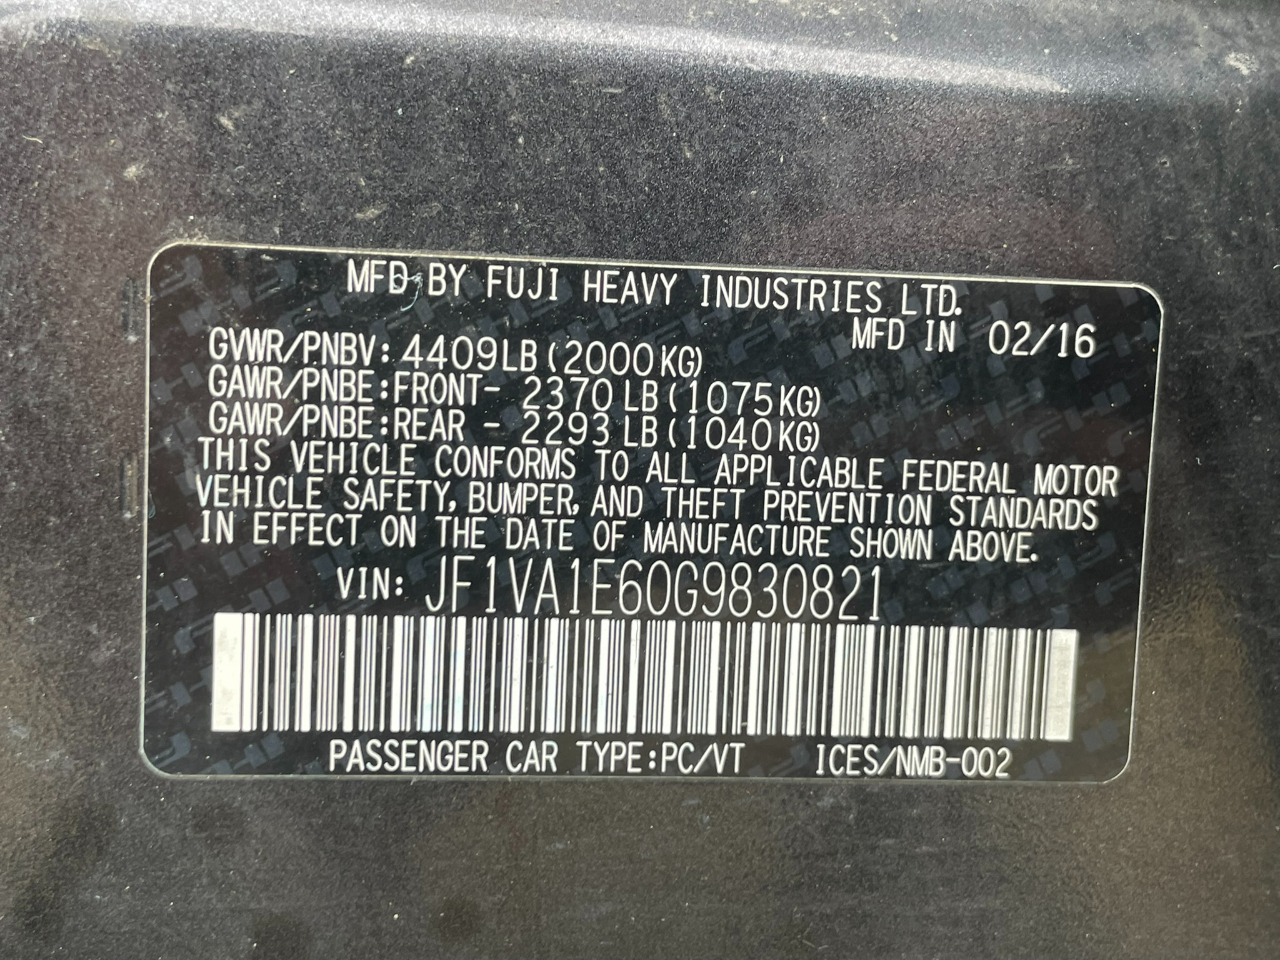 MFD BY FUJI HEAVY INDUSTRIES LTD.
MFD IN 02/16
GVWR/PNBV: 4409LB (2000KG)
GAWR/PNBE:FRONT- 2370 LB (1075KG)
GAWR/PNBE:REAR - 2293 LB (1040KG)
THIS VEHICLE CONFORMS TO ALL APPLICABLE FEDERAL MOTOR
VEHICLE SAFETY, BUMPER, AND THEFT PREVENTION STANDARDS
IN EFFECT ON THE DATE OF MANUFACTURE SHOWN ABOVE.
VIN: JF1VA1E60G9830821
PASSENGER CAR TYPE:PC/VT ICES/NMB-002